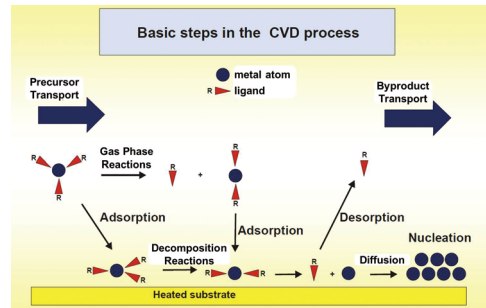 Basic steps in the CVD process
Precursor
Transport
metal atom
R ligand
Byproduct
Transport
R R
R
Gas Phase
Reactions
R
+
R
R
R
Adsorption
Adsorption
Desorption
Decomposition
Reactions
Nucleation
Diffusion
R
R
R
R R
R
+
Heated substrate